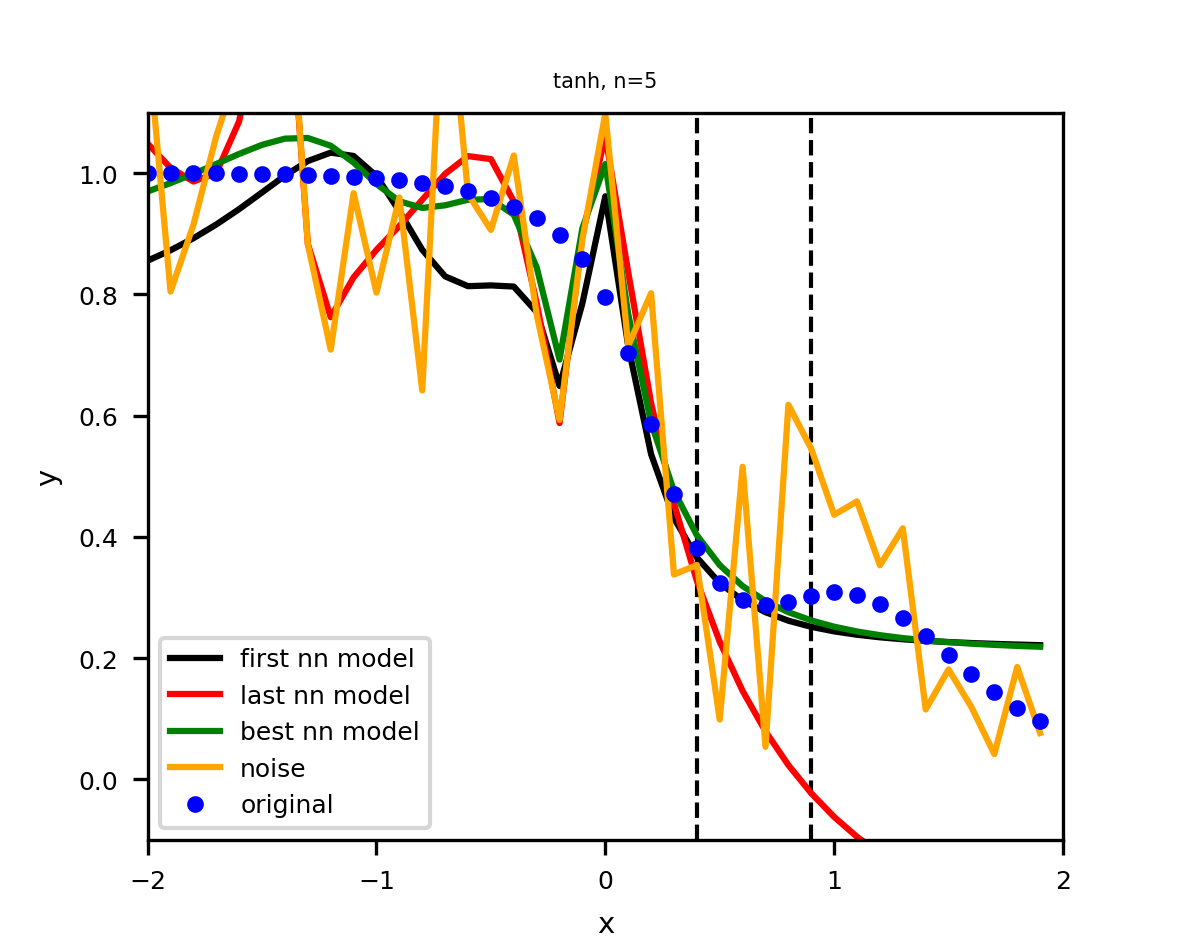 tanh, n=5
1.0
0.8
0.6
0.4
0.2
0.0
y
first nn model
last nn model
best nn model
noise
original
−2
−1
0
1
2
x